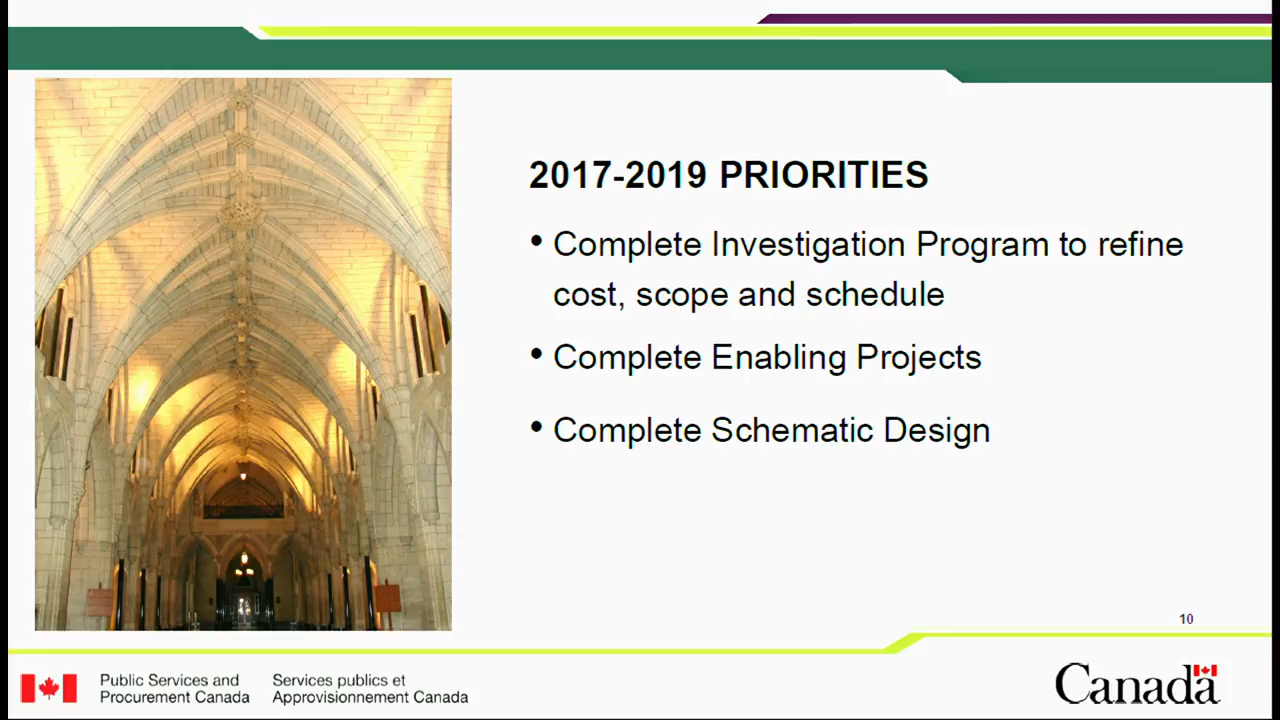 2017-2019 PRIORITIES
• Complete Investigation Program to refine
cost, scope and schedule
• Complete Enabling Projects
• Complete Schematic Design
10
Public Services and
Procurement Canada
Services publics et
Approvisionnement Canada
Canada